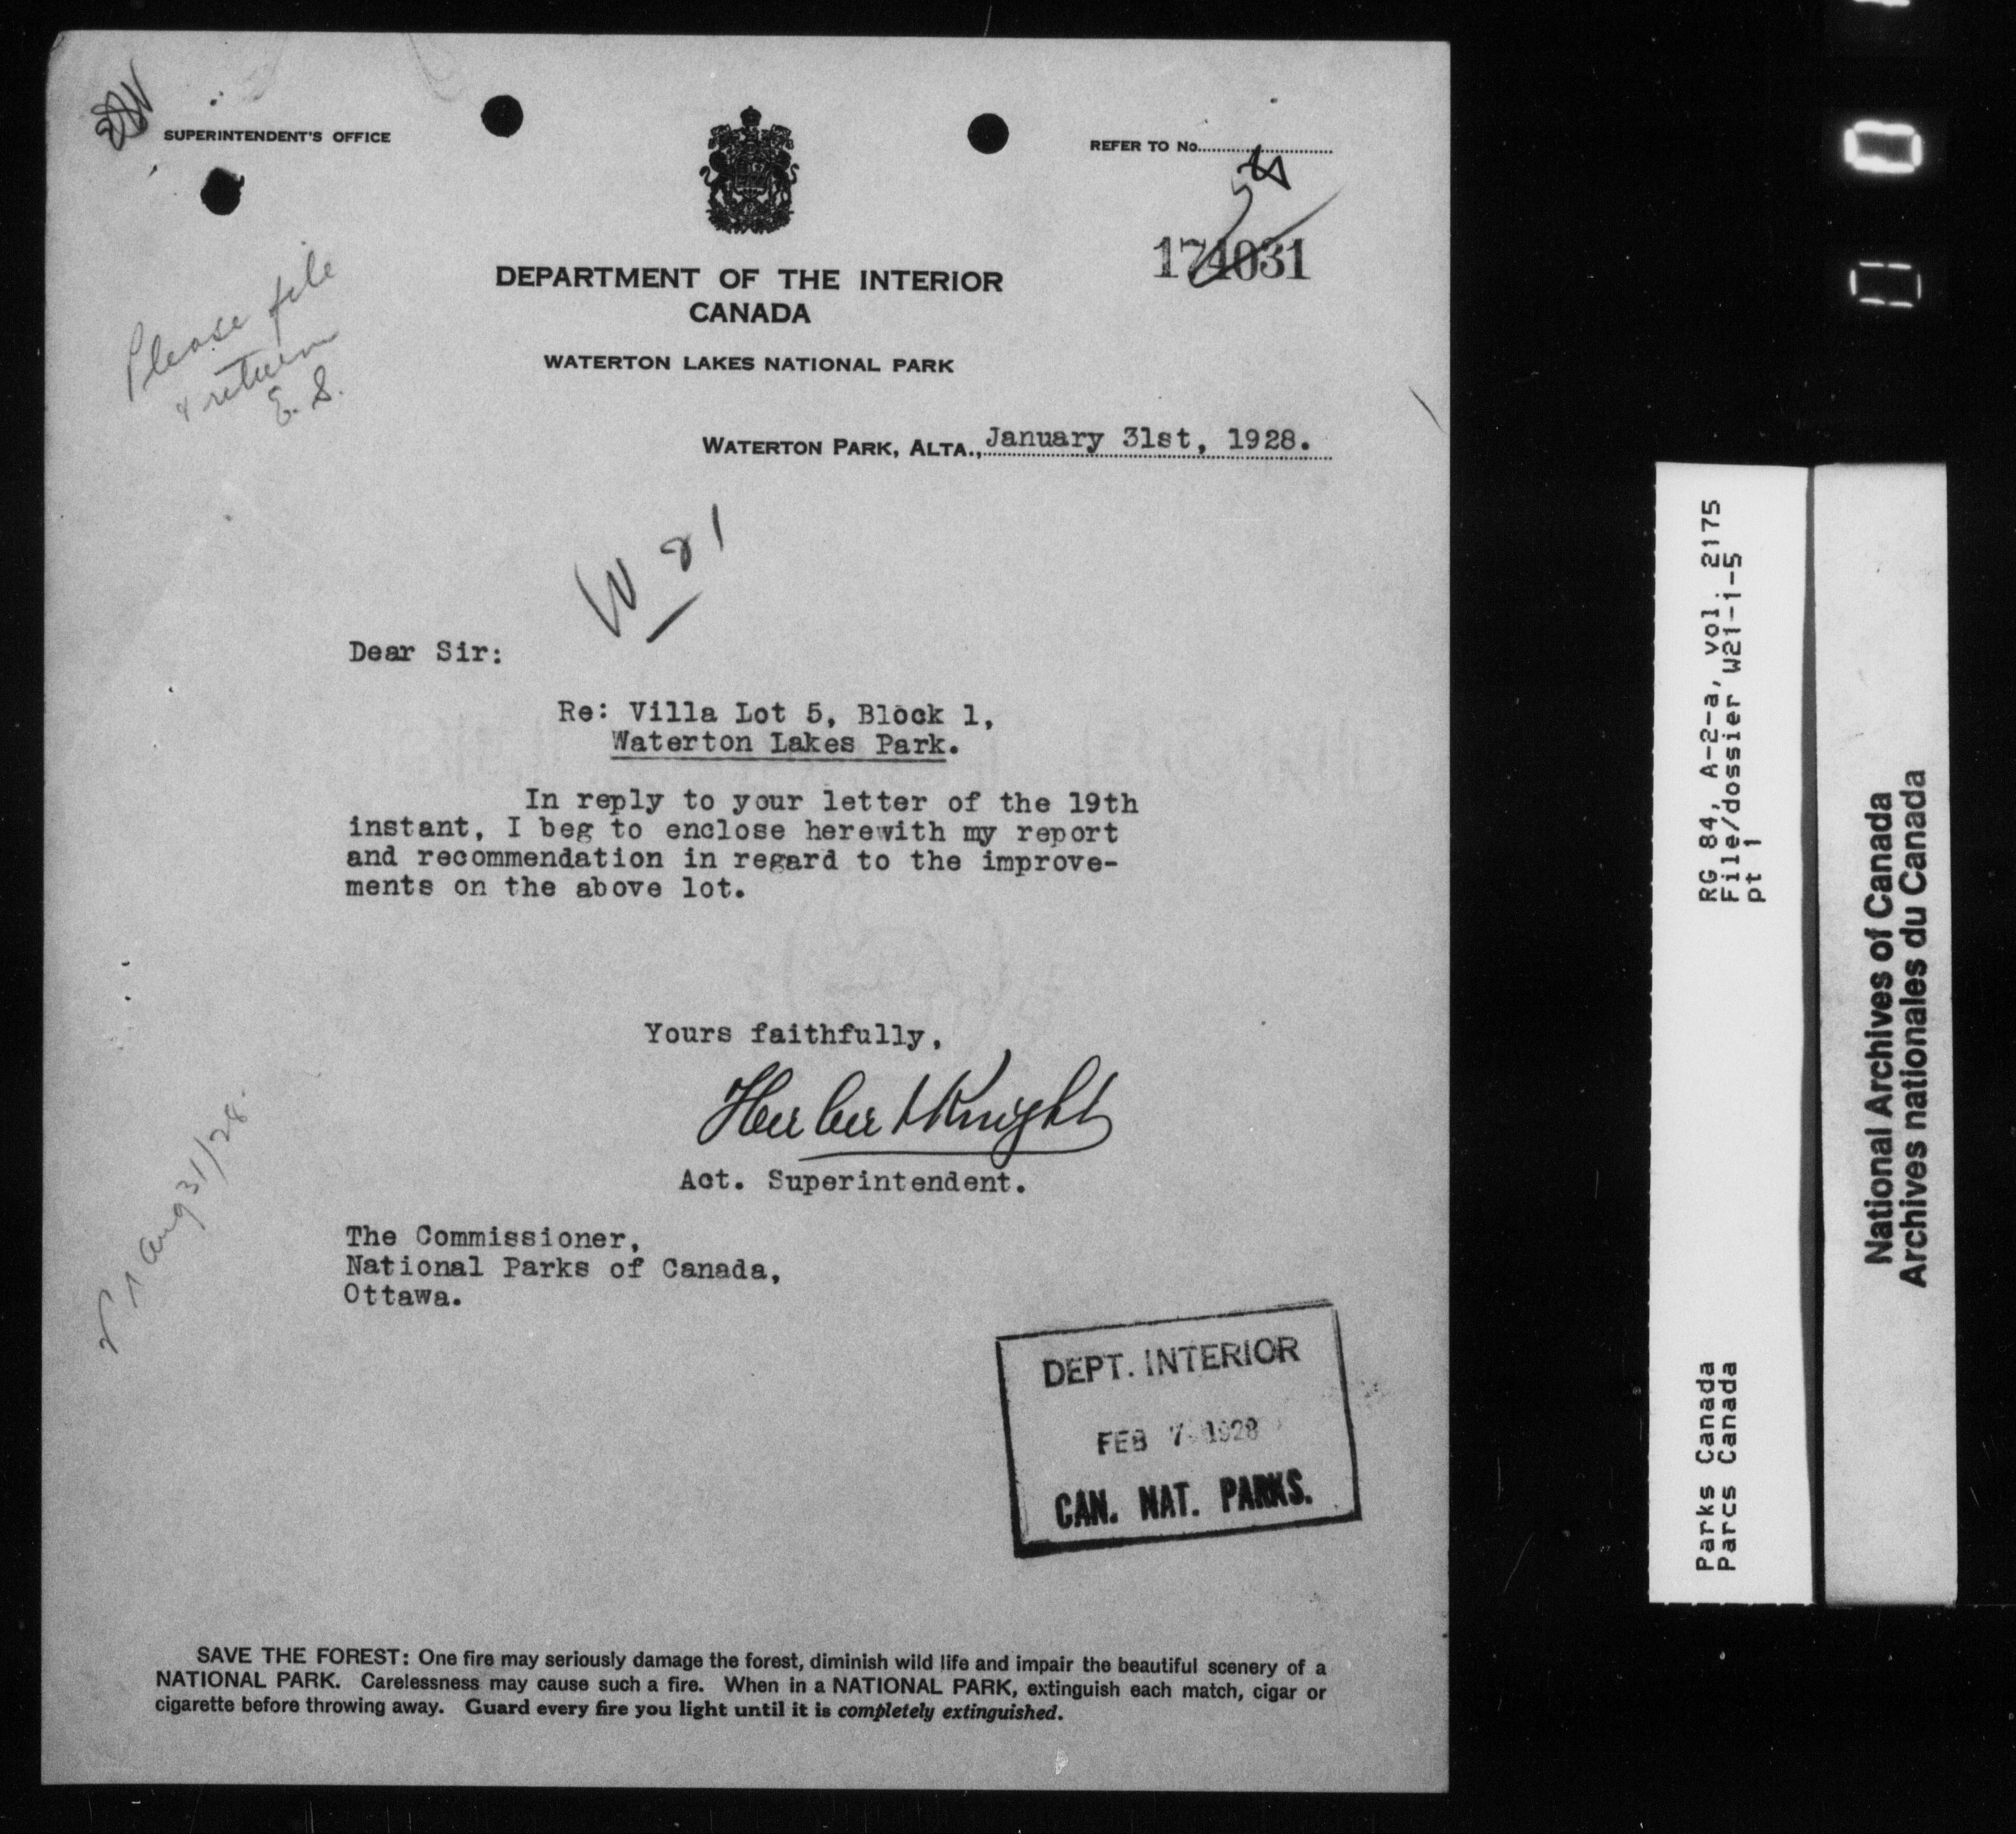 SUPERINTENDENT'S OFFICE
REFER TO No.
174031
DEPARTMENT OF THE INTERIOR
CANADA
WATERTON LAKES NATIONAL PARK
Please file
& return
E. S.
WATERTON PARK, ALTA., January 31st, 1928.
W 21
Dear Sir:
Re: Villa Lot 5, Block 1,
Waterton Lakes Park.
In reply to your letter of the 19th
instant, I beg to enclose herewith my report
and recommendation in regard to the improve-
ments on the above lot.
Yours faithfully,
Herbert Knight
Act. Superintendent.
Aug 31/28.
The Commissioner,
National Parks of Canada,
Ottawa.
DEPT. INTERIOR
FEB 7 1928
CAN. NAT. PARKS.
SAVE THE FOREST: One fire may seriously damage the forest, diminish wild life and impair the beautiful scenery of a
NATIONAL PARK. Carelessness may cause such a fire. When in a NATIONAL PARK, extinguish each match, cigar or
cigarette before throwing away. Guard every fire you light until it is completely extinguished.
RG 84, A-2-a, vol. 2175
File/dossier W21-1-5
pt 1
Parks Canada
Parcs Canada
National Archives of Canada
Archives nationales du Canada